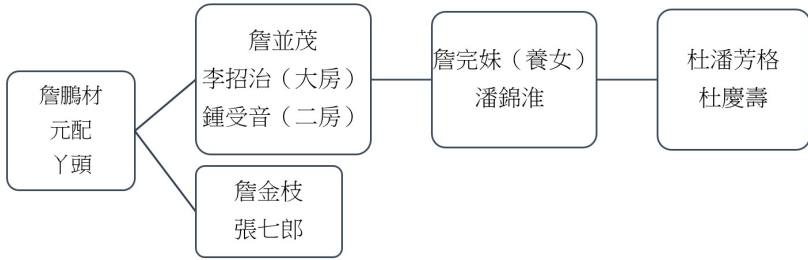 詹鵬材
元配
丫頭
詹並茂
李招治（大房）
鍾受音（二房）
詹金枝
張七郎
詹完妹（養女）
潘錦淮
杜潘芳格
杜慶壽